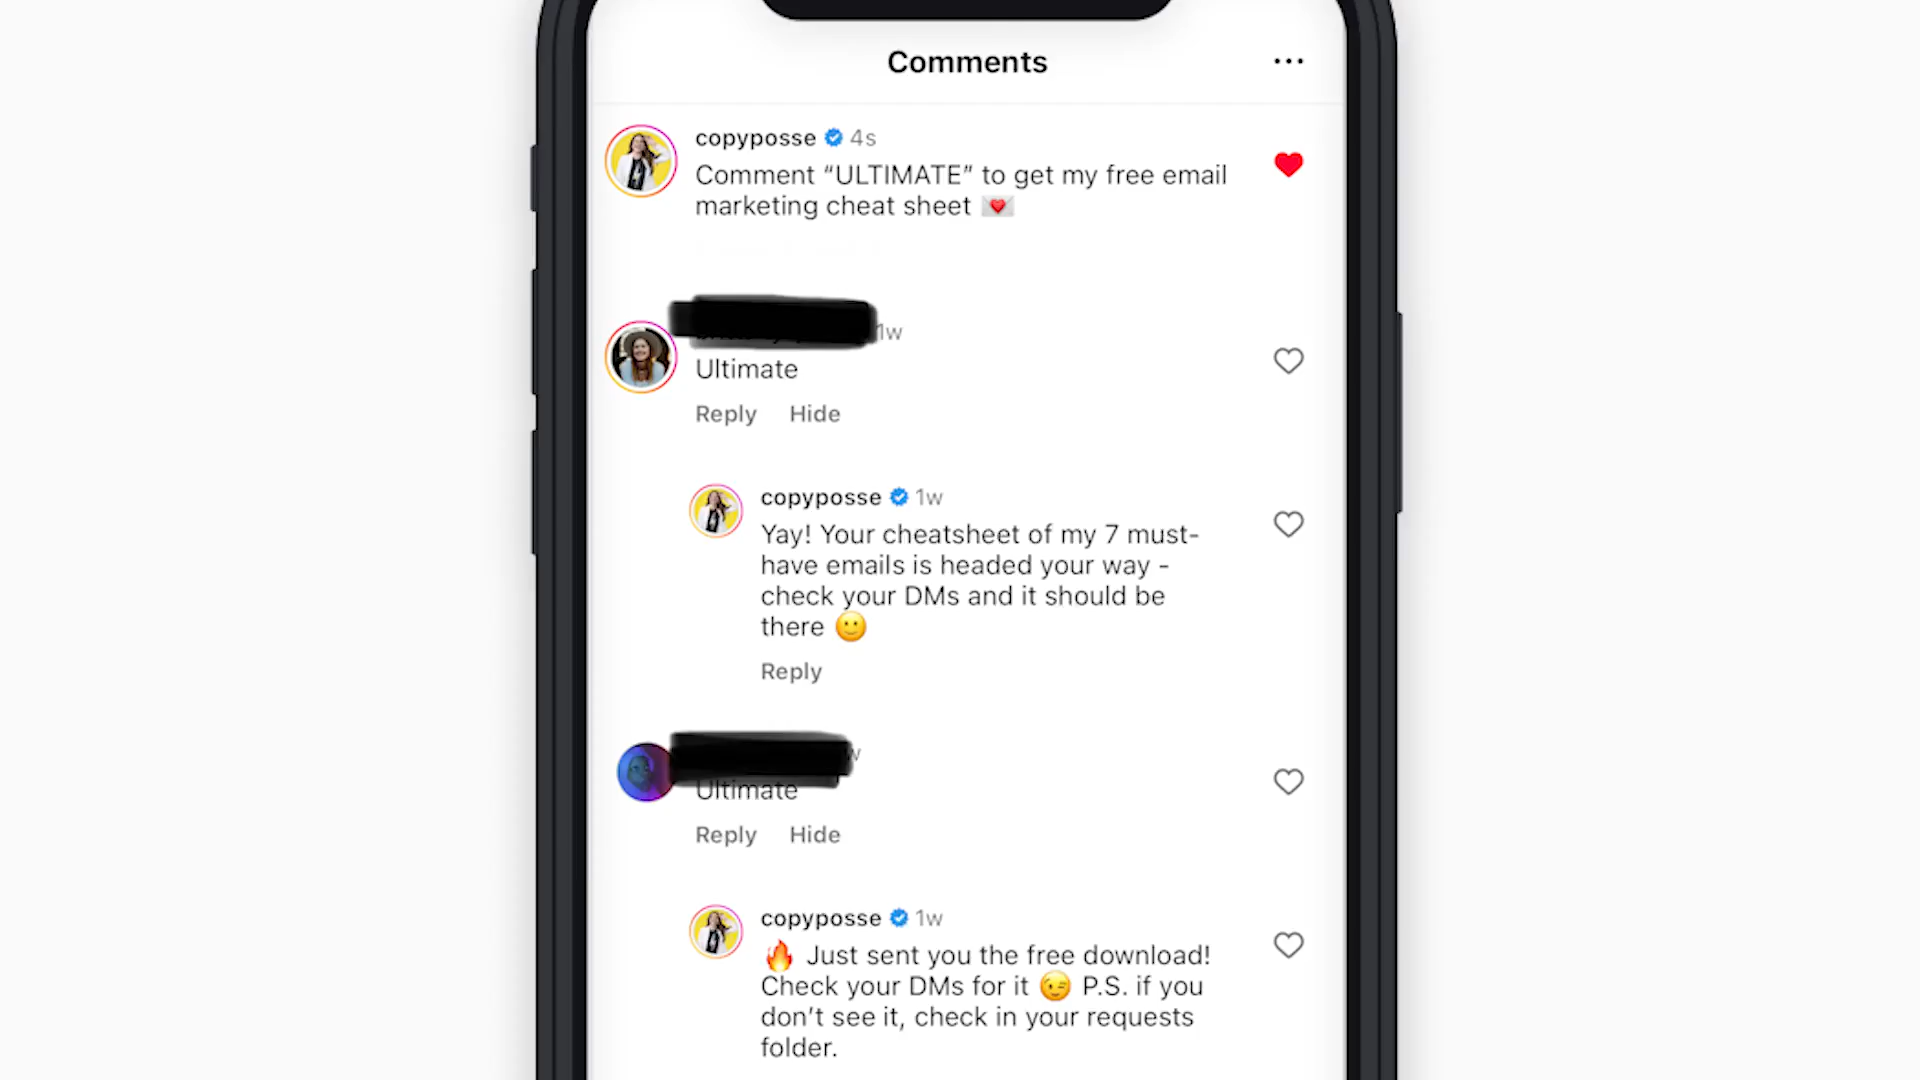 Comments
copyposse 4s
Comment “ULTIMATE” to get my free email
marketing cheat sheet 💌
1w
Ultimate
Reply Hide
copyposse 1w
Yay! Your cheatsheet of my 7 must-
have emails is headed your way -
check your DMs and it should be
there 🙂
Reply
Ultimate
Reply Hide
copyposse 1w
🔥 Just sent you the free download!
Check your DMs for it 😉 P.S. if you
don’t see it, check in your requests
folder.